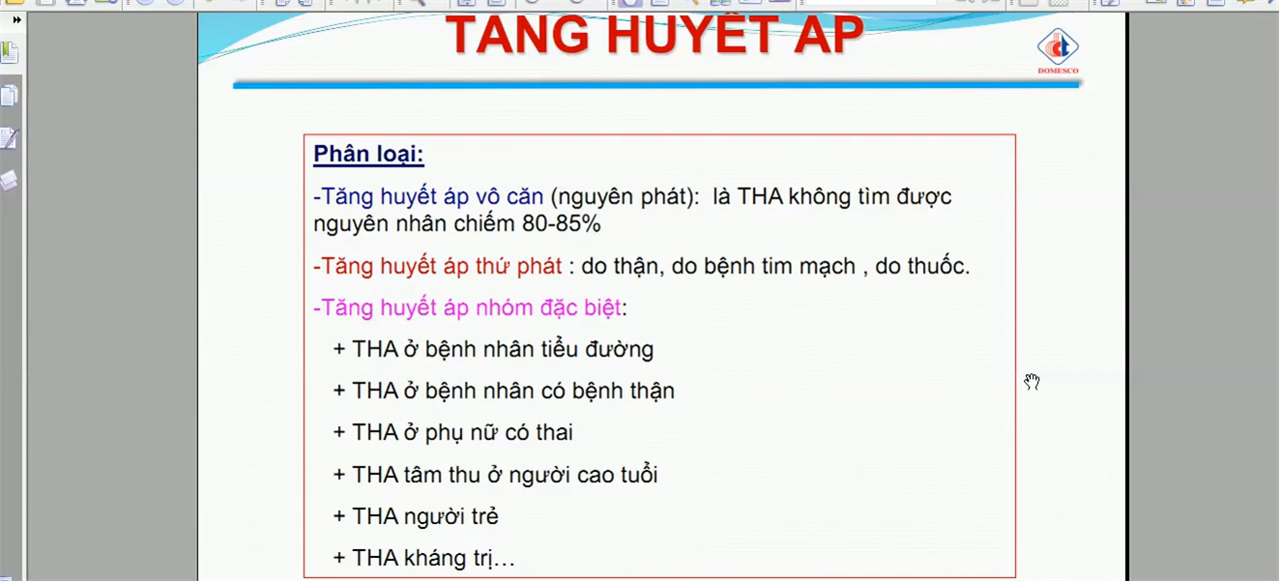 TĂNG HUYẾT ÁP
DOMESCO
Phân loại:
-Tăng huyết áp vô căn (nguyên phát): là THA không tìm được
nguyên nhân chiếm 80-85%
-Tăng huyết áp thứ phát : do thận, do bệnh tim mạch , do thuốc.
-Tăng huyết áp nhóm đặc biệt:
+ THA ở bệnh nhân tiểu đường
+ THA ở bệnh nhân có bệnh thận
+ THA ở phụ nữ có thai
+ THA tâm thu ở người cao tuổi
+ THA người trẻ
+ THA kháng trị…